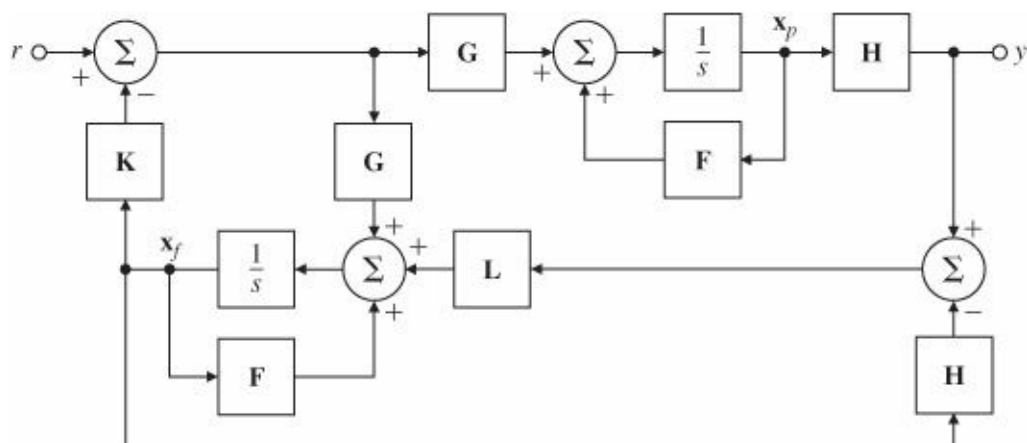 r + Σ G + Σ 1/s x_p H y
− +
K G F
+
x_f 1/s Σ + L Σ +
+ −
F H